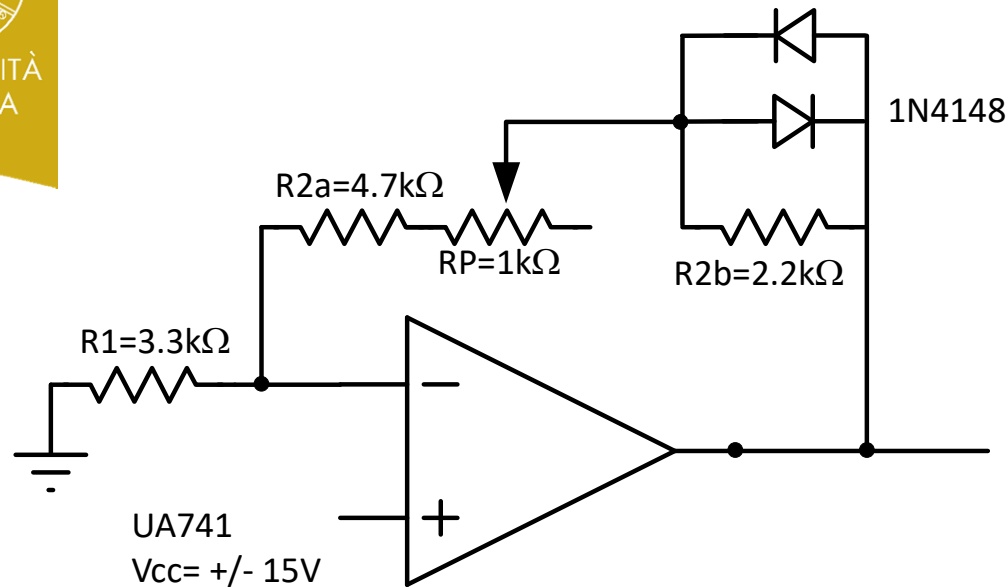 ITÀ
A
1N4148
R2a=4.7kΩ
RP=1kΩ
R2b=2.2kΩ
R1=3.3kΩ
UA741
Vcc= +/- 15V